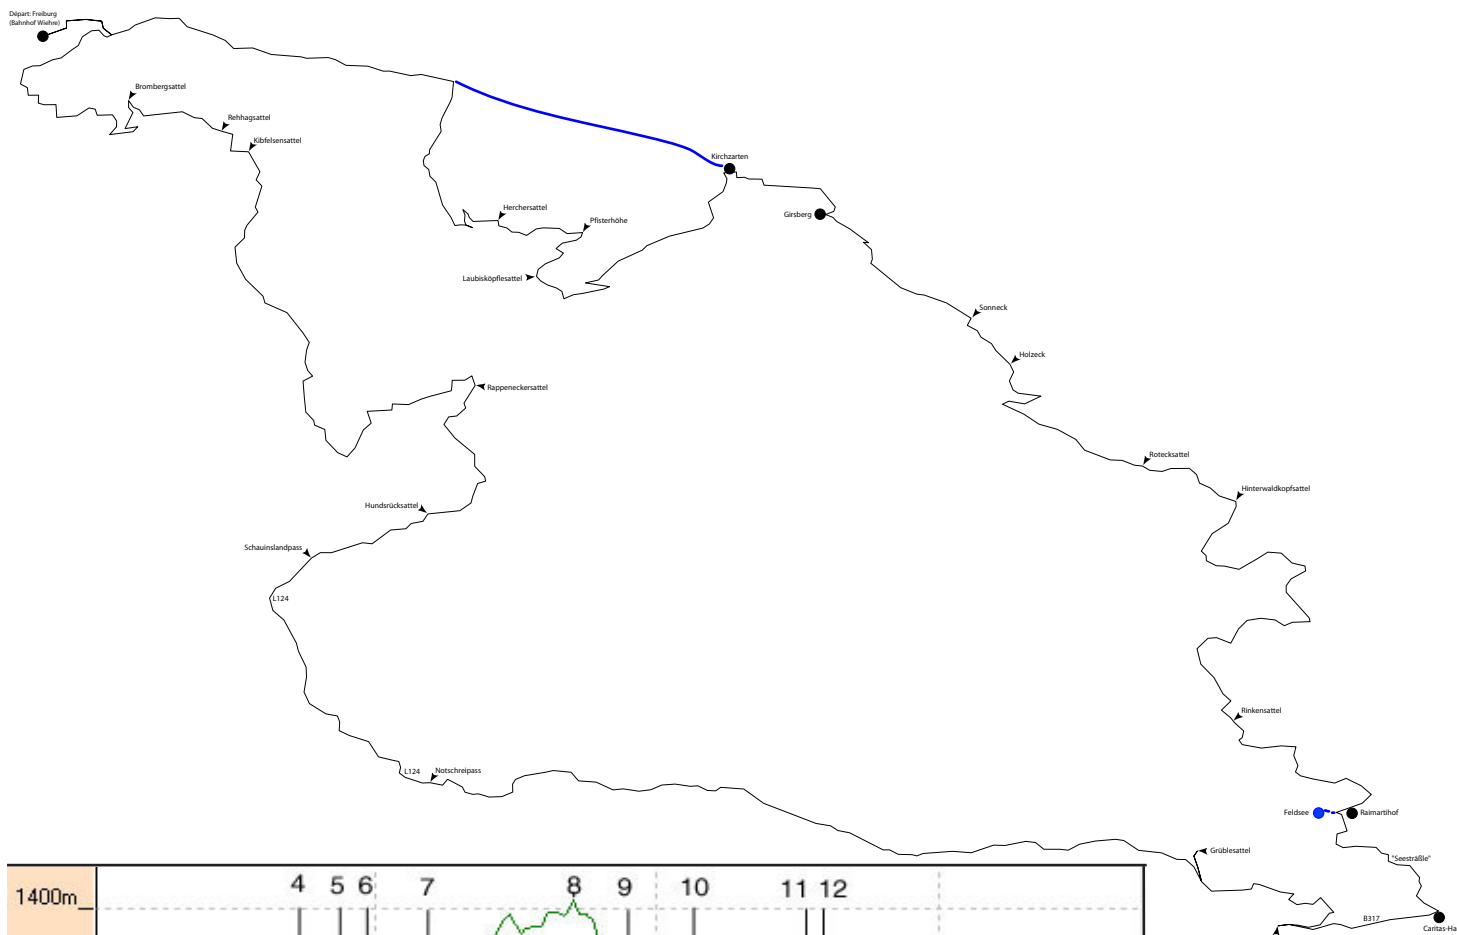 Départ: Freiburg
(Bahnhof Wiehre)
Brombergsattel
Rehhagsattel
Kibfelsensattel
Kirchzarten
Herchersattel
Girsberg
Pfisterhöhe
Laubisköpflesattel
Sonneck
Holzeck
Rappeneckersattel
Rotecksattel
Hinterwaldkopfsattel
Hundsrücksattel
Schauinslandpass
L124
Rinkensattel
L124
Notschreipass
Feldsee
Raimartihof
Grüblesattel
"Seesträßle"
4 5 6 7 8 9 10 11 12
1400m
B317
Caritas-Ha